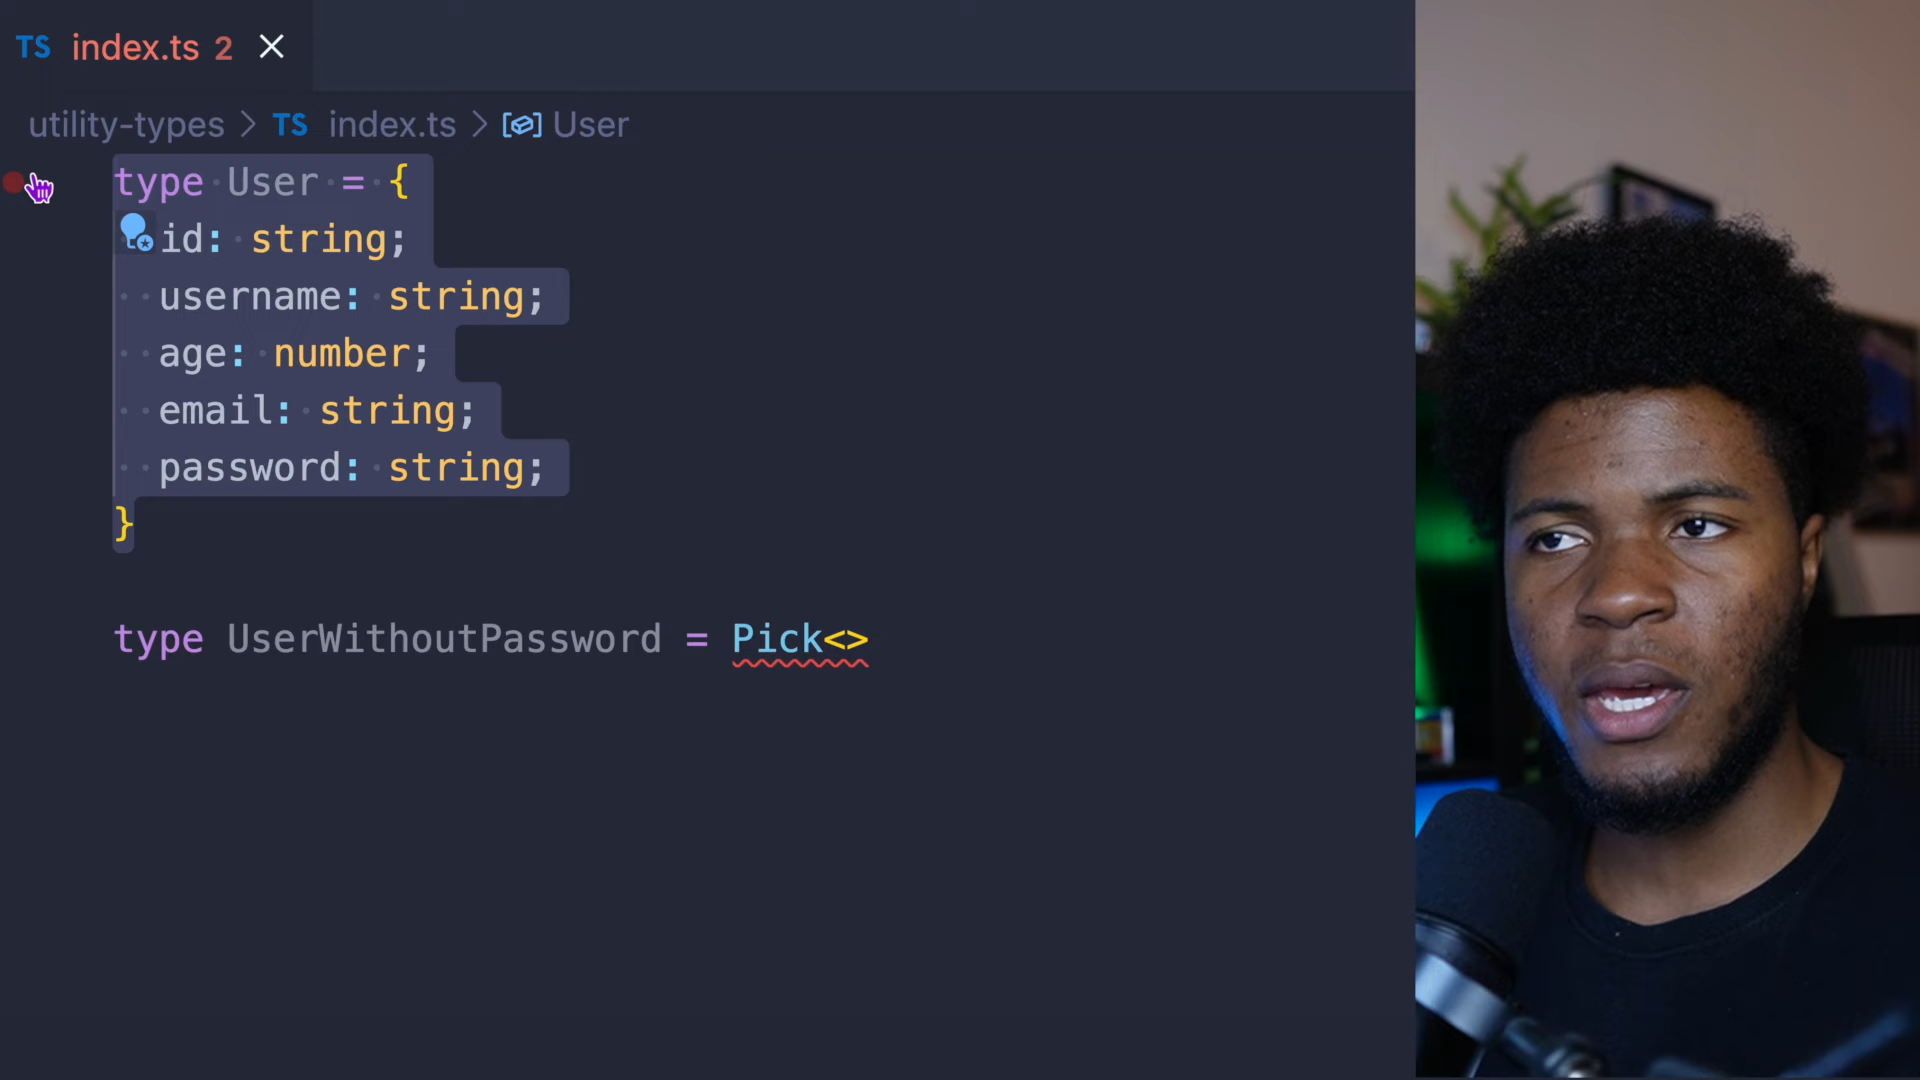 TS index.ts 2
utility-types > TS index.ts > User
type User = {
id: string;
username: string;
age: number;
email: string;
password: string;
}
type UserWithoutPassword = Pick<>